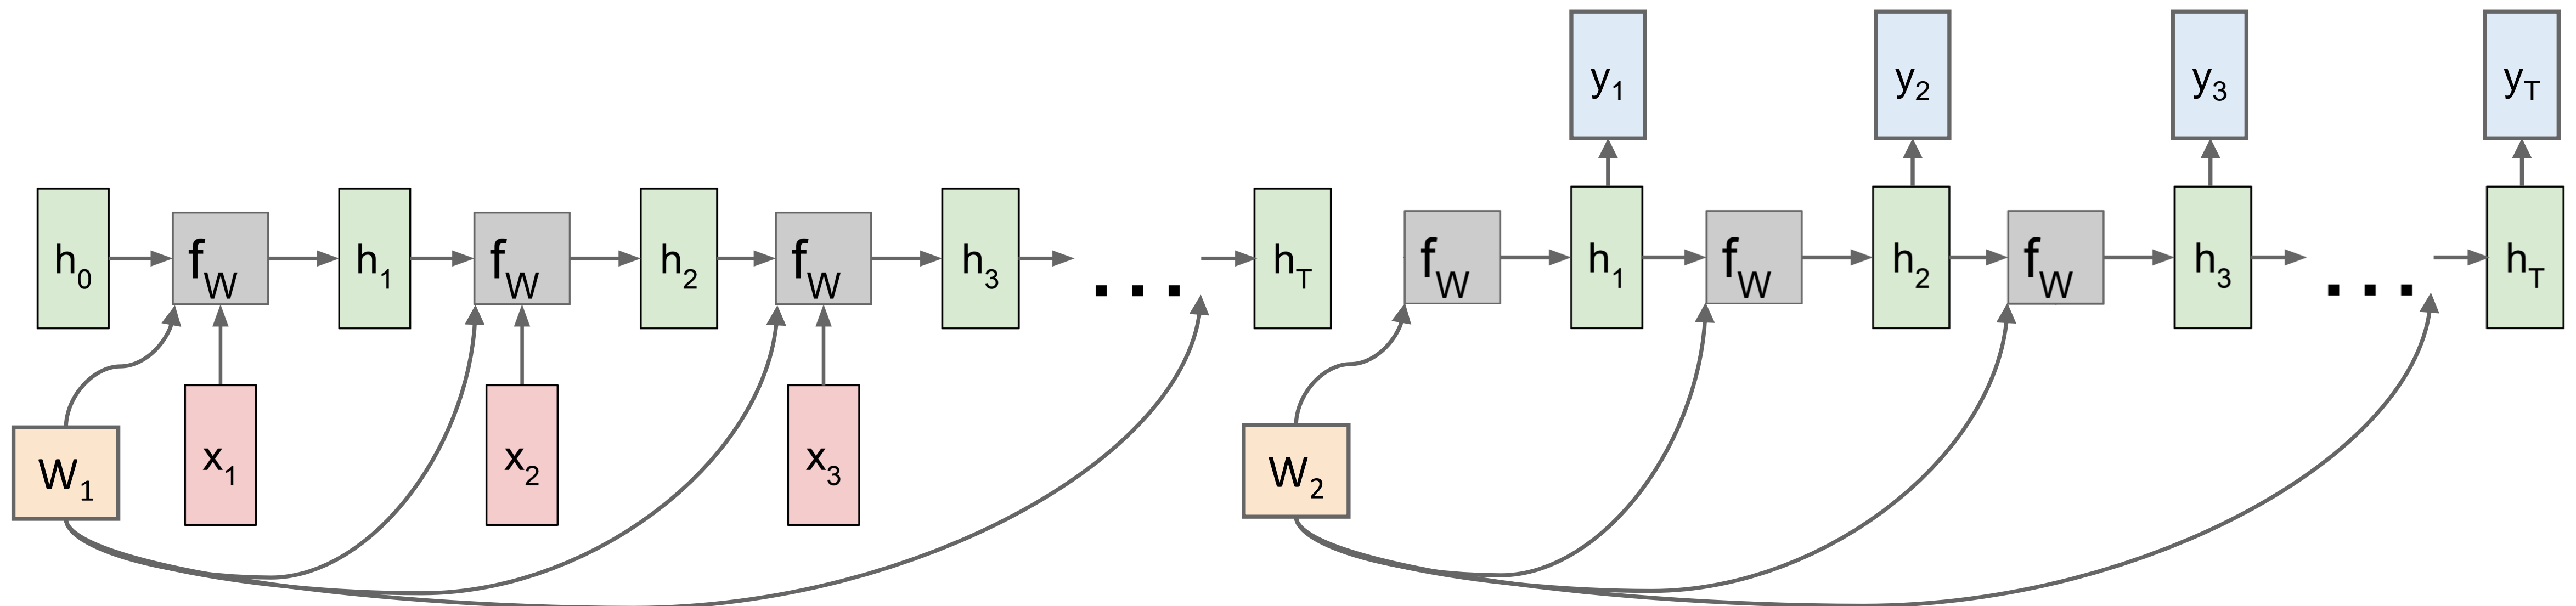 y1 y2 y3 yT
h0 fW h1 fW h2 fW h3 ... hT fW h1 fW h2 fW h3 ... hT
W1 x1 x2 x3 W2